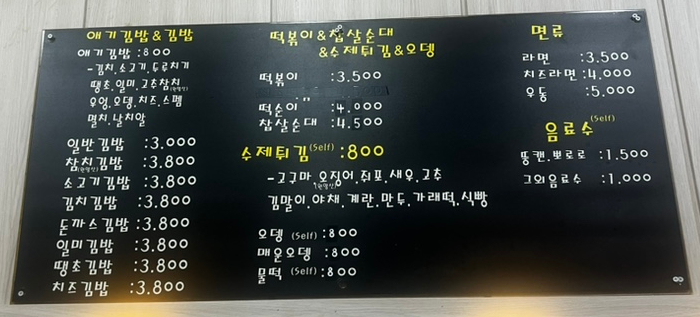 애기김밥&김밥
애기김밥:800
-김치.소고기.두루치기
땡초.일미.고추참치
우엉.오뎅.치즈.스팸
멸치.날치알
일반김밥 :3.000
참치김밥 :3.800
소고기김밥 :3.800
김치김밥 :3.800
돈까스김밥 :3.800
일미김밥 :3.800
땡초김밥 :3.800
치즈김밥 :3.800
떡볶이&찹쌀순대
&수제튀김&오뎅
떡볶이 :3.500
떡순이 :4.000
찹쌀순대 :4.500
수제튀김(Self) :800
-고구마.오징어.쥐포.새우.고추
김말이.야채.계란.만두.가래떡.식빵
오뎅 (Self) :800
매운오뎅 :800
물떡 (Self) :800
면류
라면 :3,500
치즈라면 :4,000
우동 :5,000
음료수(Self)
뚱캔.뽀로로 :1.500
그외음료수 :1.000